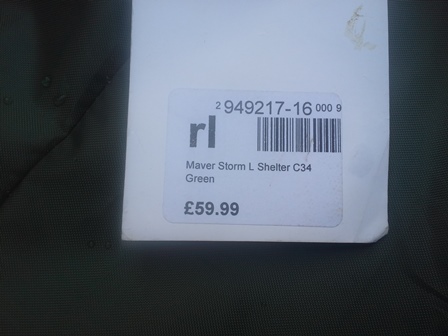 2 949217-16 000 9
rl
Maver Storm L Shelter C34
Green
£59.99